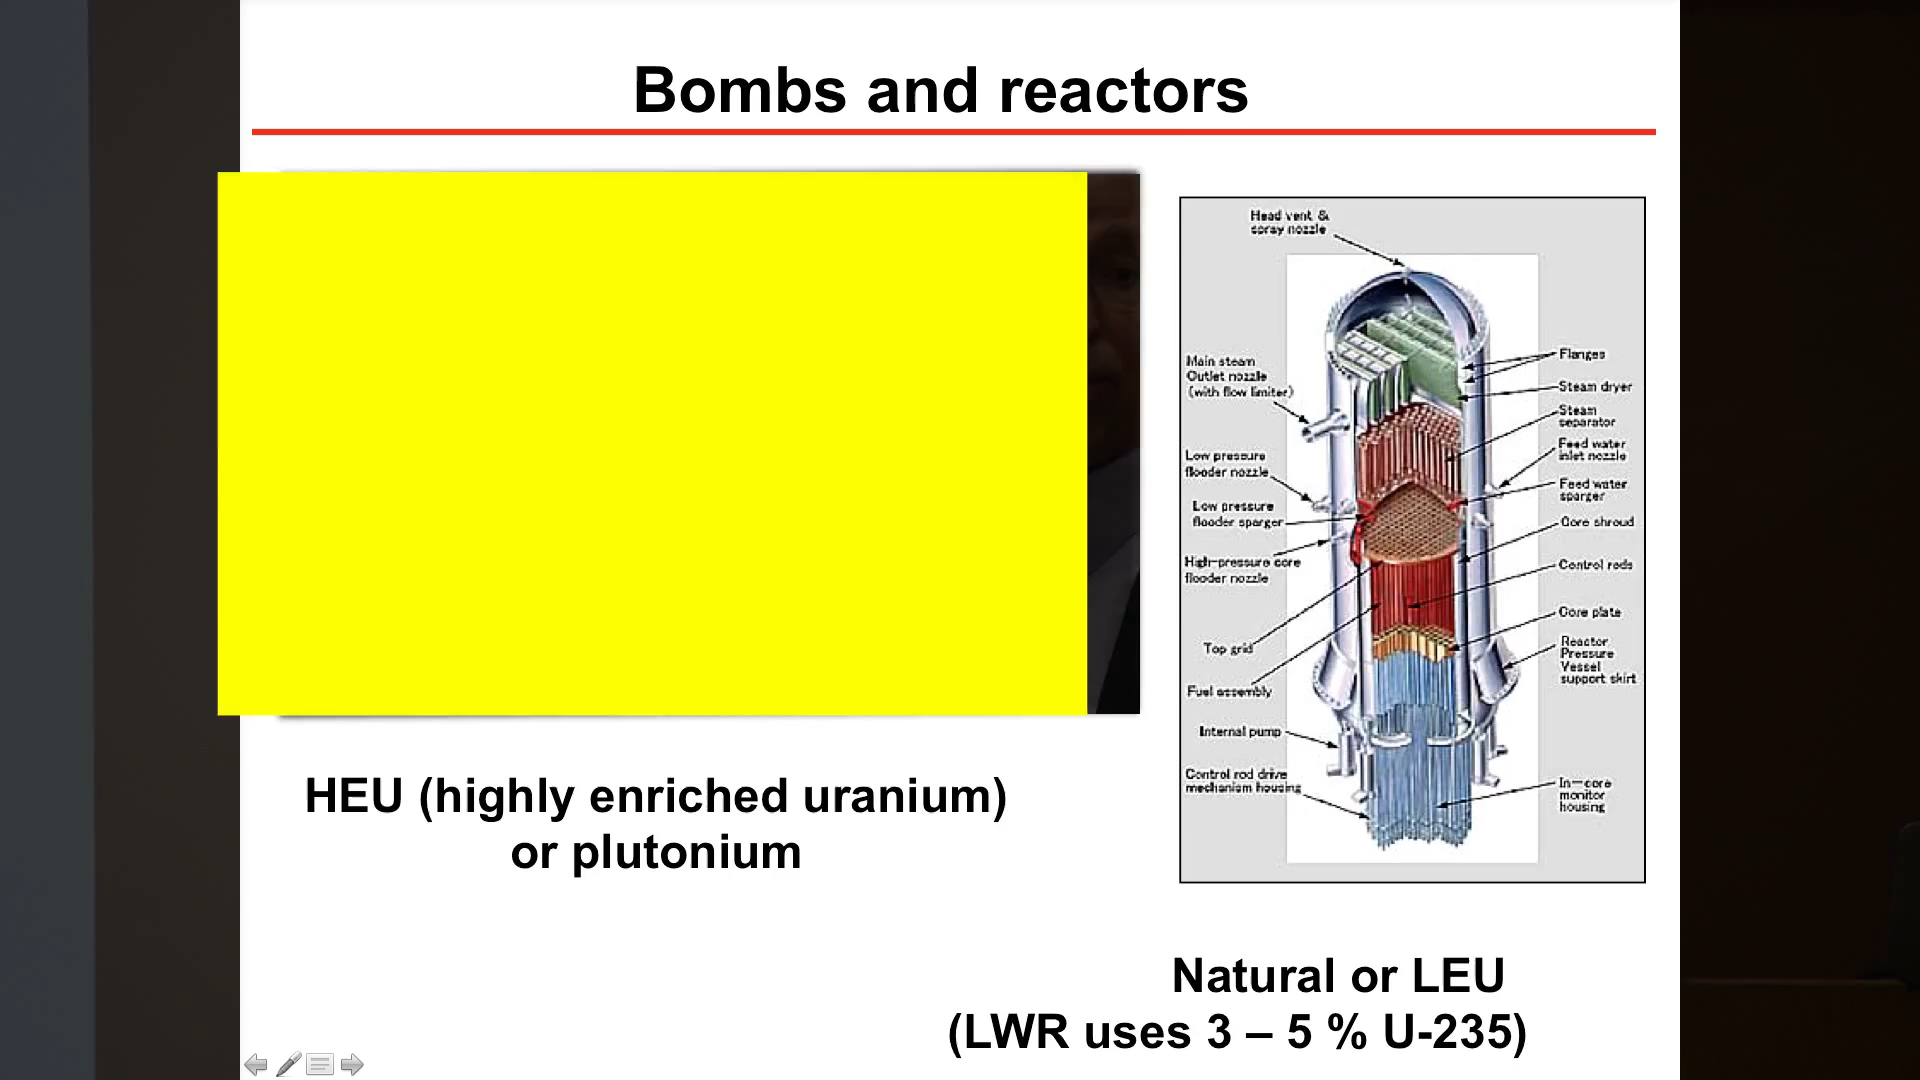 Bombs and reactors
Head vent &
spray nozzle
Main steam
Outlet nozzle
(with flow limiter)
Low pressure
flooder nozzle
Low pressure
flooder sparger
High-pressure core
flooder nozzle
Top grid
Fuel assembly
Internal pump
Control rod drive
mechanism housing
Flanges
Steam dryer
Steam
separator
Feed water
inlet nozzle
Feed water
sparger
Core shroud
Control rods
Core plate
Reactor
Pressure
Vessel
support skirt
In-core
monitor
housing
HEU (highly enriched uranium)
or plutonium
Natural or LEU
(LWR uses 3 – 5 % U-235)